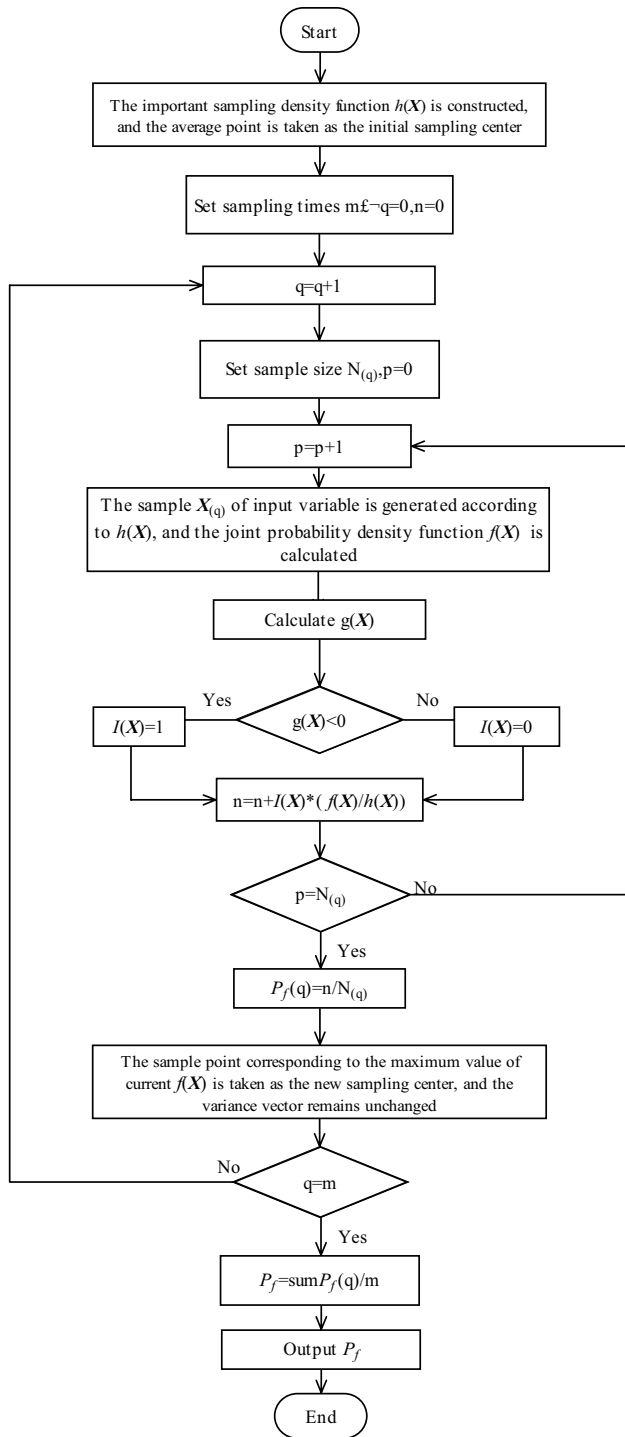 Start
The important sampling density function h(X) is constructed,
and the average point is taken as the initial sampling center
Set sampling times m£¬q=0,n=0
q=q+1
Set sample size N(q),p=0
p=p+1
The sample X(q) of input variable is generated according
to h(X), and the joint probability density function f(X) is
calculated
Calculate g(X)
Yes
No
I(X)=1
g(X)<0
I(X)=0
n=n+I(X)*( f(X)/h(X))
p=N(q)
No
Yes
Pf(q)=n/N(q)
The sample point corresponding to the maximum value of
current f(X) is taken as the new sampling center, and the
variance vector remains unchanged
No
q=m
Yes
Pf=sumPf(q)/m
Output Pf
End